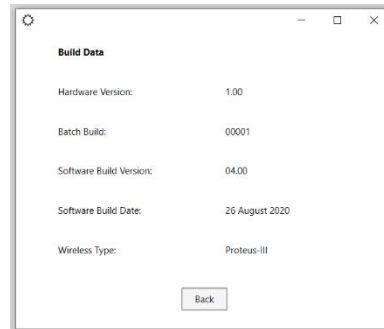 Build Data
Hardware Version: 1.00
Batch Build: 00001
Software Build Version: 04.00
Software Build Date: 26 August 2020
Wireless Type: Proteus-III
Back